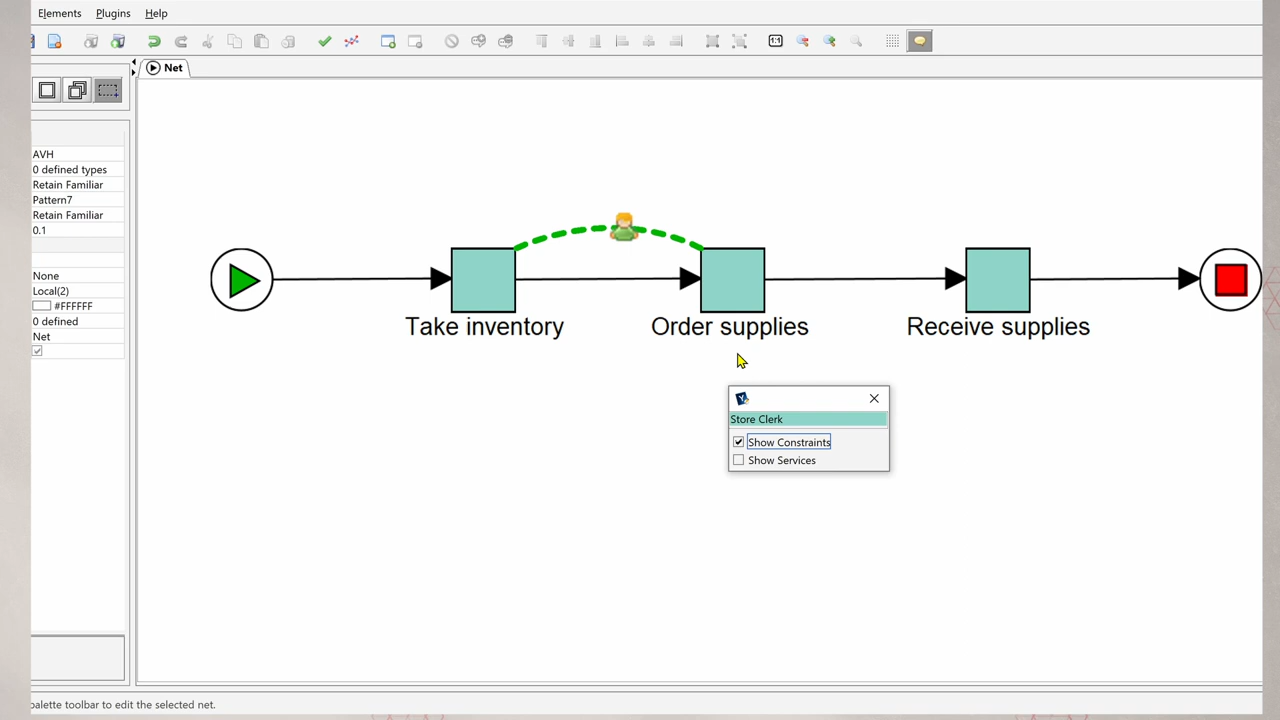 Elements Plugins Help
1:1
Net
AVH
0 defined types
Retain Familiar
Pattern7
Retain Familiar
0.1
None
Local(2)
#FFFFFF
0 defined
Net
Take inventory
Order supplies
Receive supplies
Store Clerk
Show Constraints
Show Services
palette toolbar to edit the selected net.